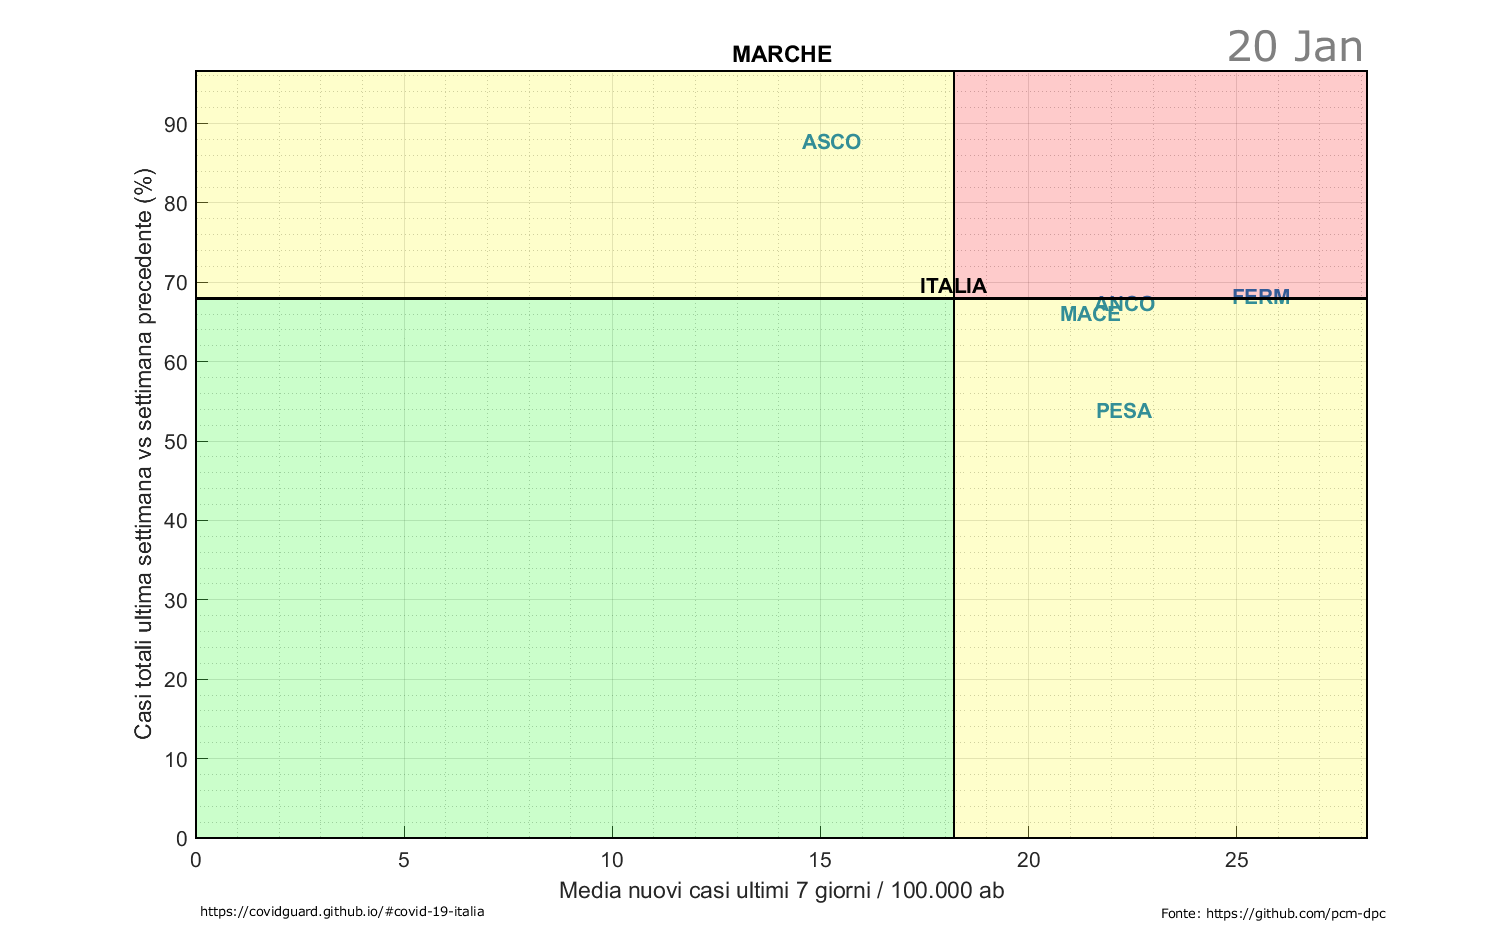 20 Jan
MARCHE
Casi totali ultima settimana vs settimana precedente (%)
90
80
70
60
50
40
30
20
10
0
ASCO
ITALIA
FERM
ANCO
MACE
PESA
0 5 10 15 20 25
Media nuovi casi ultimi 7 giorni / 100.000 ab
https://covidguard.github.io/#covid-19-italia
Fonte: https://github.com/pcm-dpc